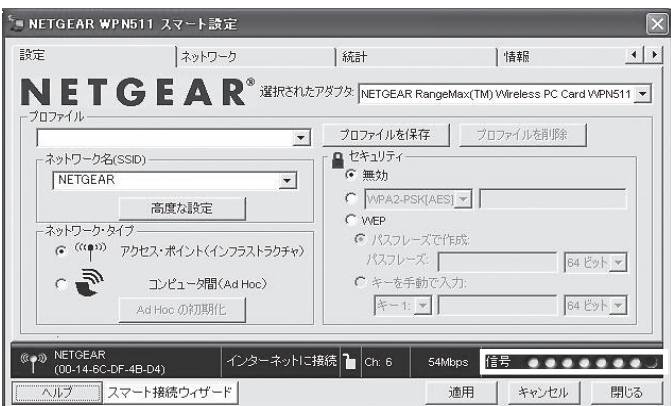 NETGEAR WPN511 スマート設定
設定 ネットワーク 統計 情報
NETGEAR® 選択されたアダプタ: NETGEAR RangeMax(TM) Wireless PC Card WPN511
プロファイル
プロファイルを保存 プロファイルを削除
ネットワーク名(SSID)
NETGEAR
高度な設定
ネットワーク・タイプ
アクセス・ポイント(インフラストラクチャ)
コンピュータ間(Ad Hoc)
Ad Hoc の初期化
セキュリティ
無効
WPA2-PSK[AES]
WEP
パスフレーズで作成:
パスフレーズ: 64 ビット
キーを手動で入力:
キー 1: 64 ビット
NETGEAR
(00-14-6C-DF-4B-D4) インターネットに接続 Ch: 6 54Mbps 信号
ヘルプ スマート接続ウィザード 適用 キャンセル 閉じる